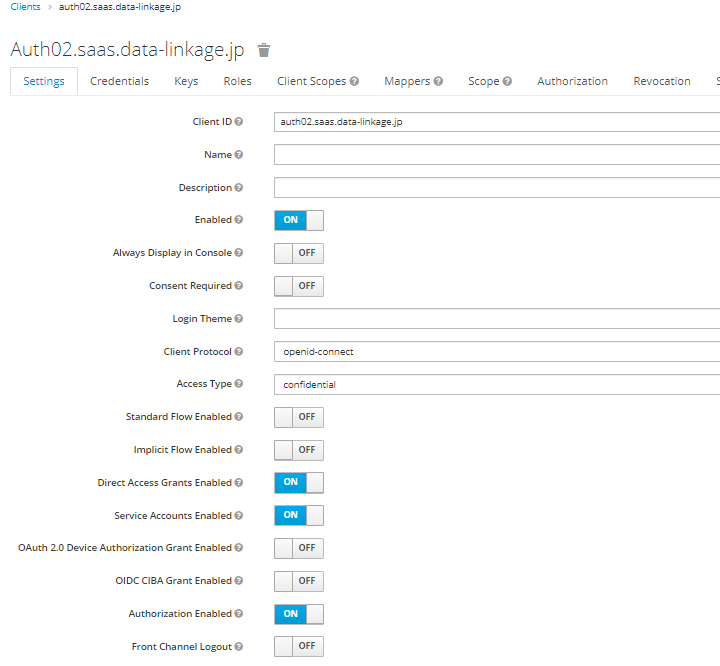 Clients › auth02.saas.data-linkage.jp
Auth02.saas.data-linkage.jp
Settings Credentials Keys Roles Client Scopes Mappers Scope Authorization Revocation S
Client ID auth02.saas.data-linkage.jp
Name
Description
Enabled ON
Always Display in Console OFF
Consent Required OFF
Login Theme
Client Protocol openid-connect
Access Type confidential
Standard Flow Enabled OFF
Implicit Flow Enabled OFF
Direct Access Grants Enabled ON
Service Accounts Enabled ON
OAuth 2.0 Device Authorization Grant Enabled OFF
OIDC CIBA Grant Enabled OFF
Authorization Enabled ON
Front Channel Logout OFF